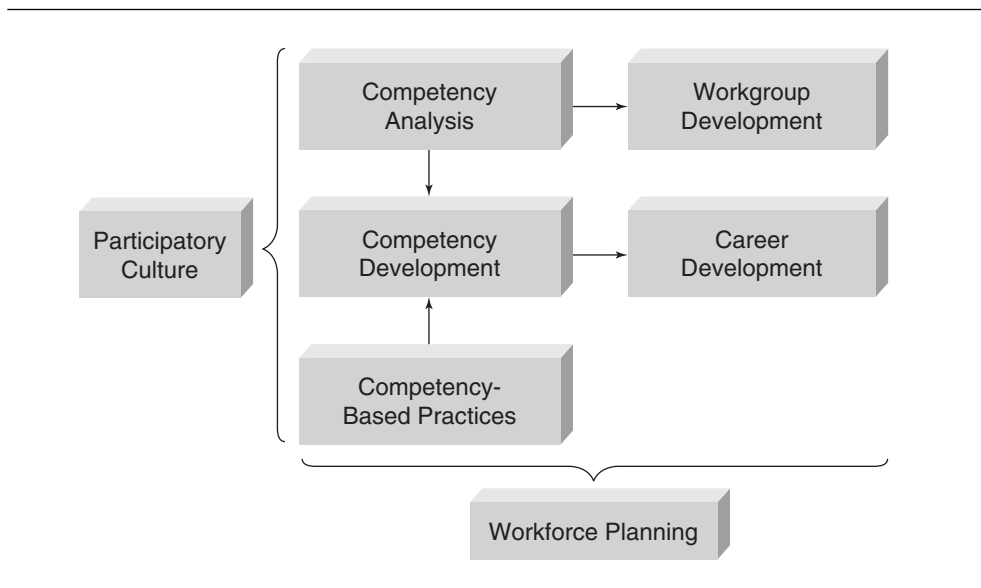 Competency
Analysis
Workgroup
Development
Participatory
Culture
Competency
Development
Career
Development
Competency-
Based Practices
Workforce Planning